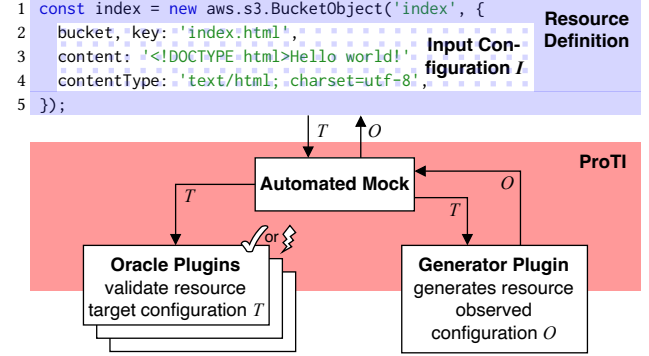 1 const index = new aws.s3.BucketObject('index', {
2   bucket, key: 'index.html',
3   content: '<!DOCTYPE html>Hello world!'
4   contentType: 'text/html; charset=utf-8',
5 });
Resource
Definition
Input Con-
figuration I
T
O
ProTI
Automated Mock
T
O
T
or
Oracle Plugins
validate resource
target configuration T
Generator Plugin
generates resource
observed
configuration O